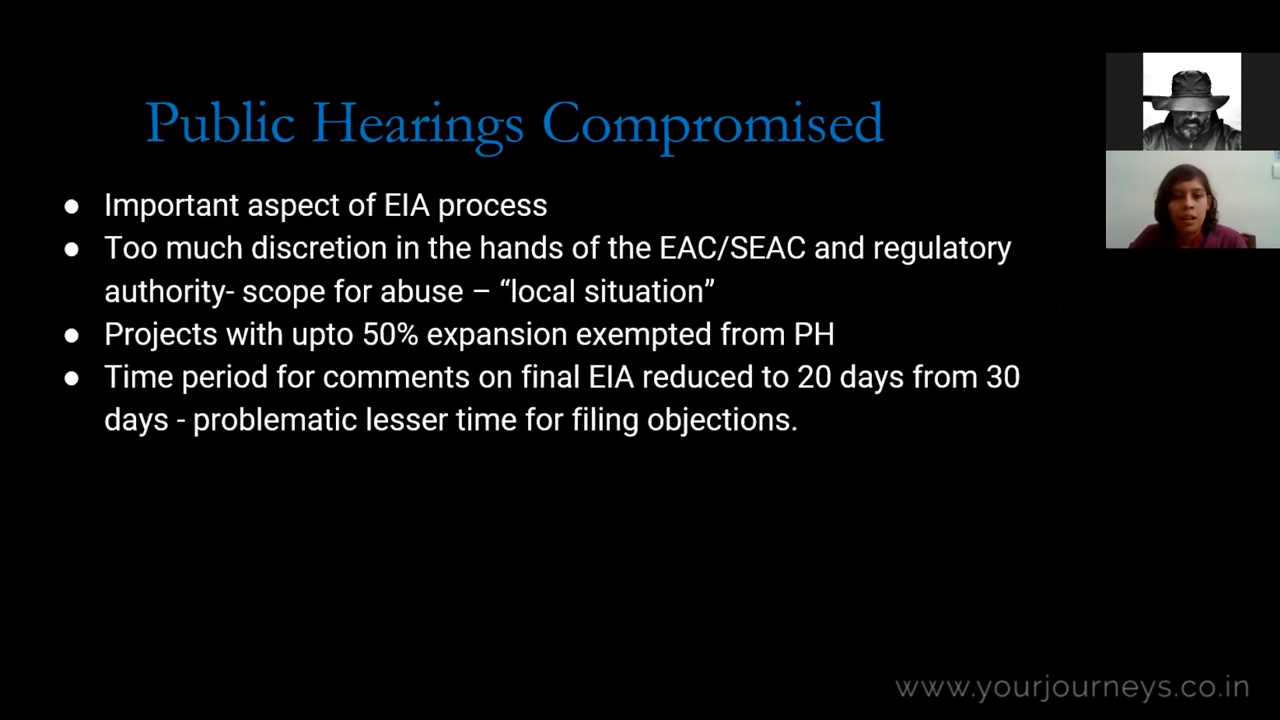 Public Hearings Compromised
● Important aspect of EIA process
● Too much discretion in the hands of the EAC/SEAC and regulatory
authority- scope for abuse – “local situation”
● Projects with upto 50% expansion exempted from PH
● Time period for comments on final EIA reduced to 20 days from 30
days - problematic lesser time for filing objections.
www.yourjourneys.co.in